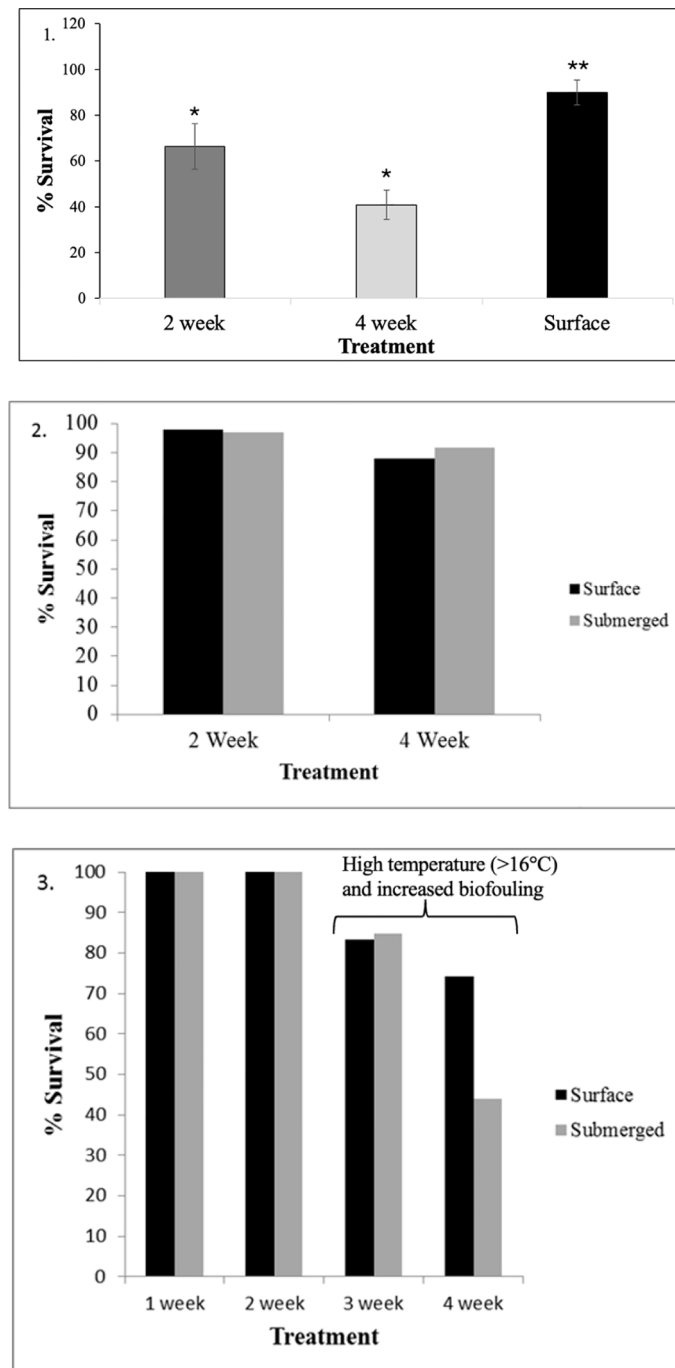 1.
120
100
80
60
40
20
0
% Survival
*
*
**
2 week 4 week Surface
Treatment
2.
100
90
80
70
60
50
40
30
20
10
0
% Survival
Surface
Submerged
2 Week 4 Week
Treatment
3.
High temperature (>16°C)
and increased biofouling
100
90
80
70
60
50
40
30
20
10
0
% Survival
Surface
Submerged
1 week 2 week 3 week 4 week
Treatment